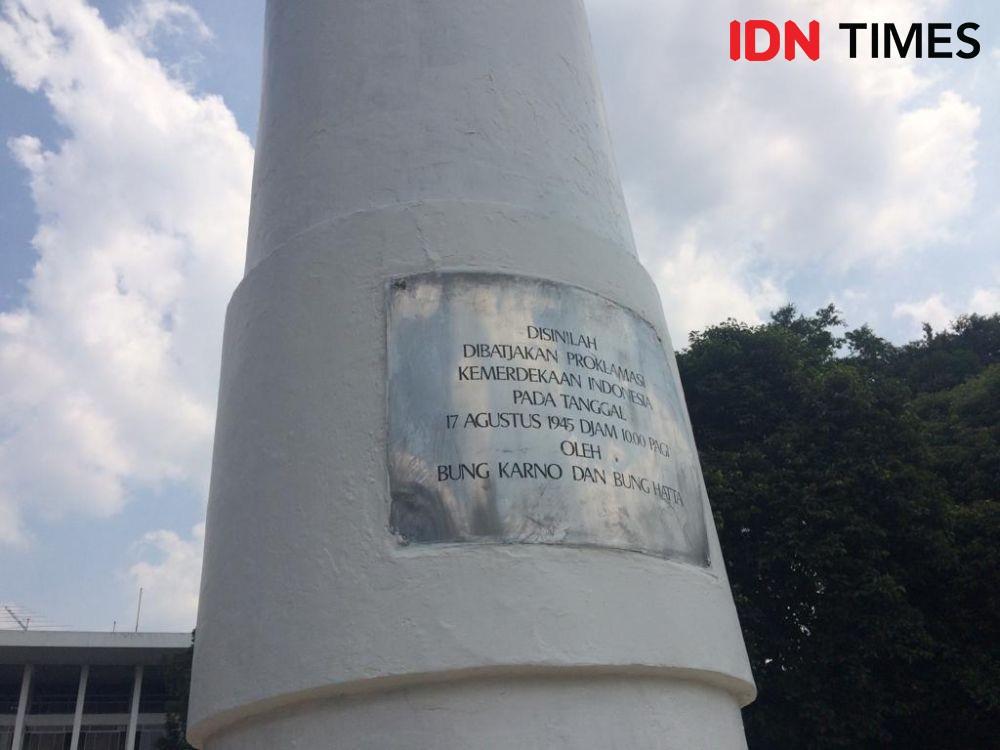 IDN TIMES
DISINILAH
DIBATJAKAN PROKLAMASI
KEMERDEKAAN INDONESIA
PADA TANGGAL
17 AGUSTUS 1945 DJAM 10.00 PAGI
OLEH
BUNG KARNO DAN BUNG HATTA